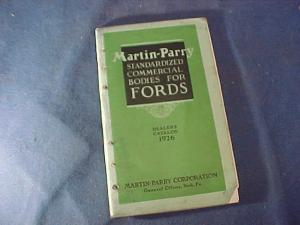 Martin-Parry
STANDARDIZED
COMMERCIAL
BODIES FOR
FORDS
DEALERS
CATALOG
1926
MARTIN-PARRY CORPORATION
General Offices, York, Pa.